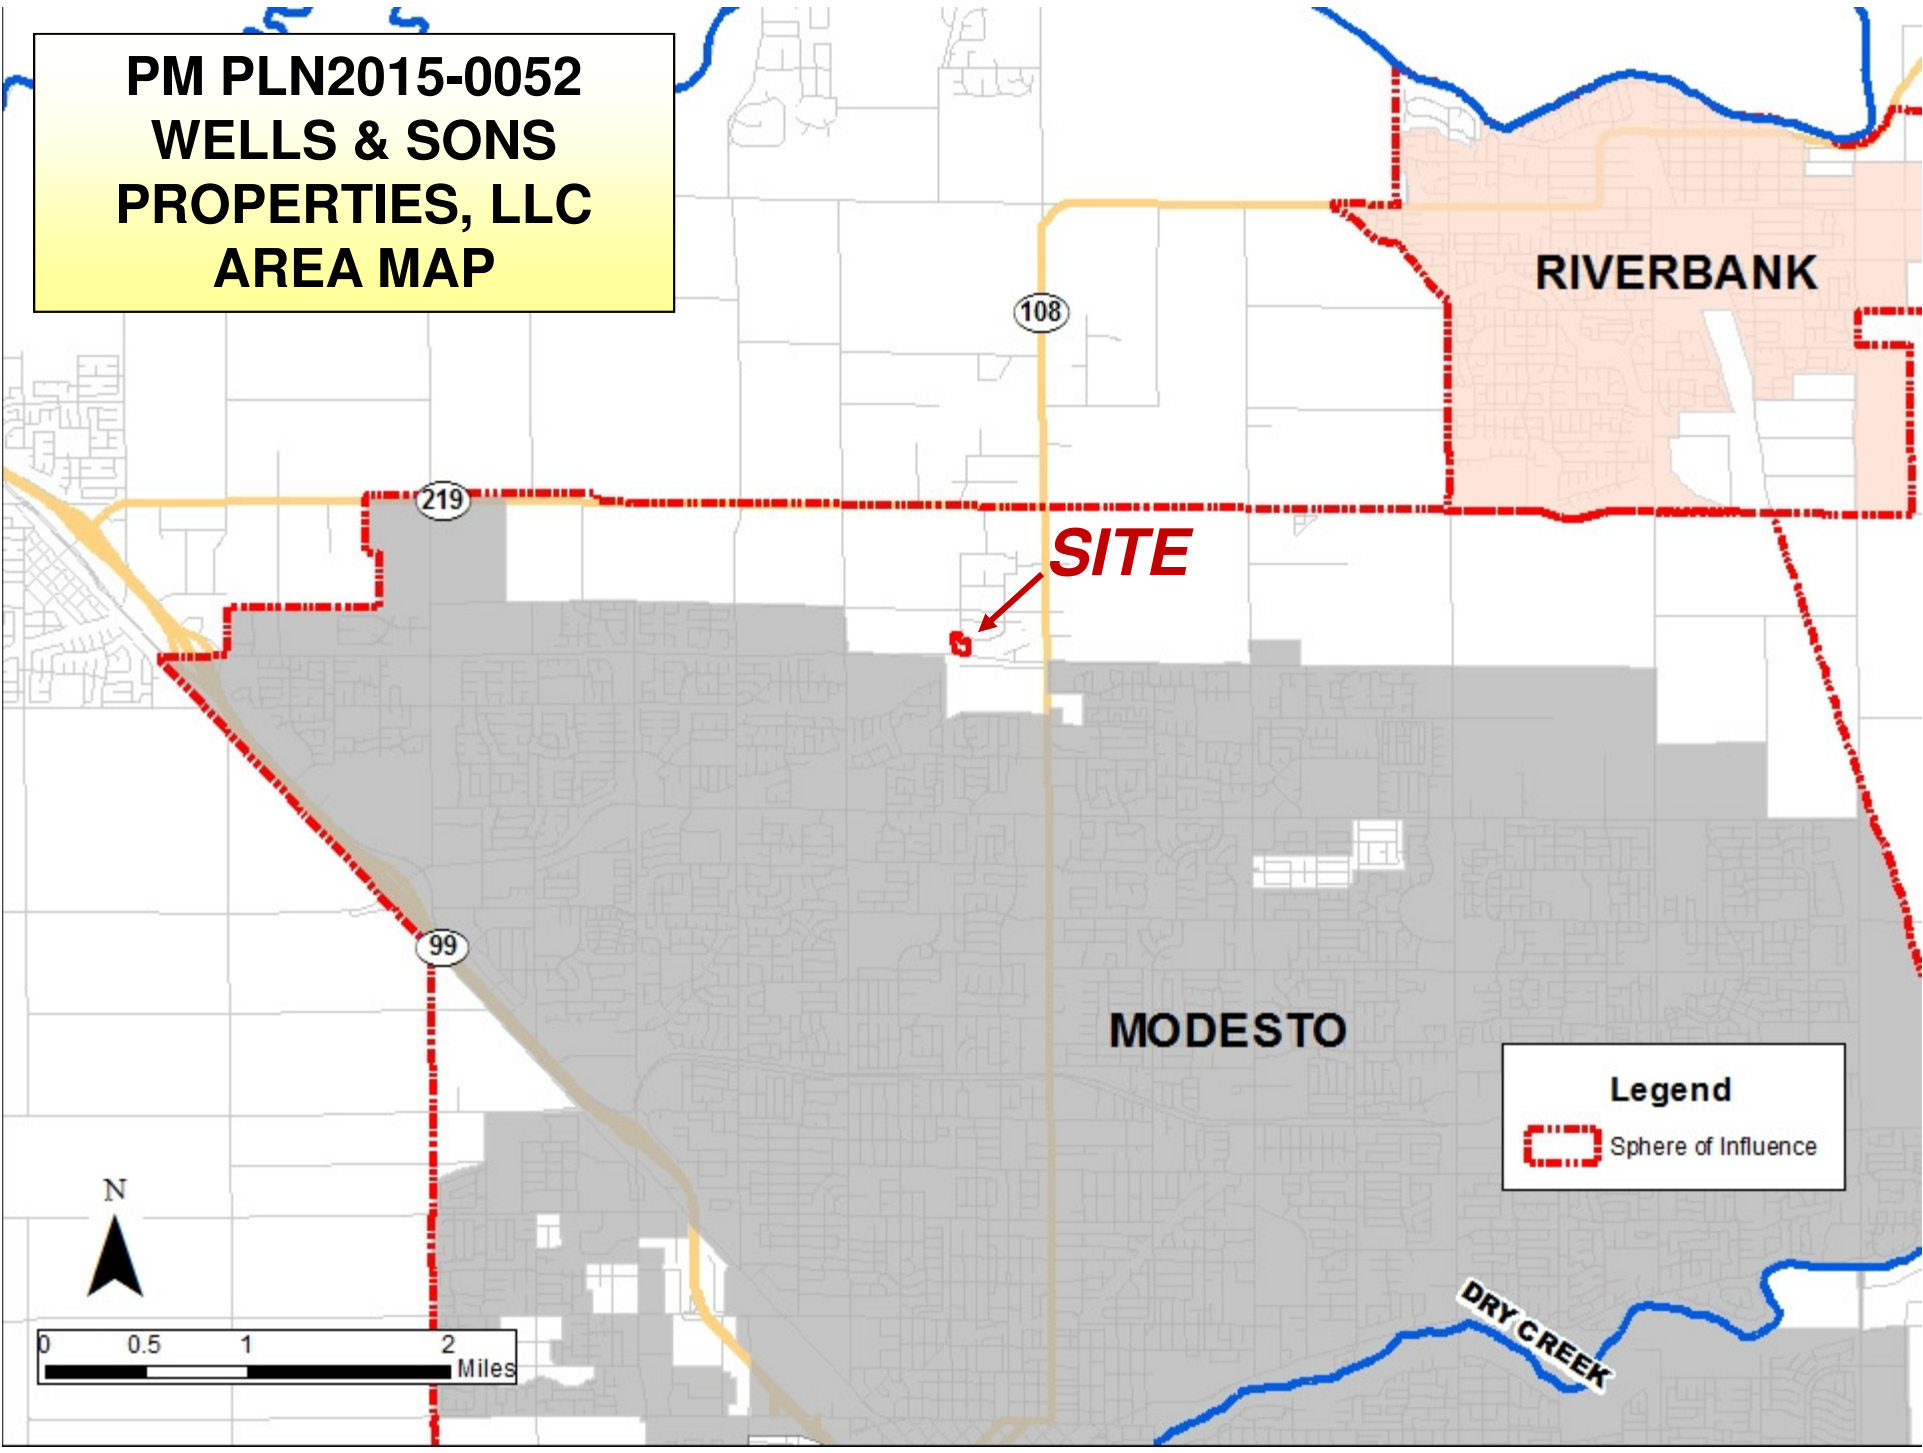 PM PLN2015-0052
WELLS & SONS
PROPERTIES, LLC
AREA MAP
RIVERBANK
108
219
SITE
99
MODESTO
Legend
Sphere of Influence
N
DRY CREEK
0 0.5 1 2
Miles